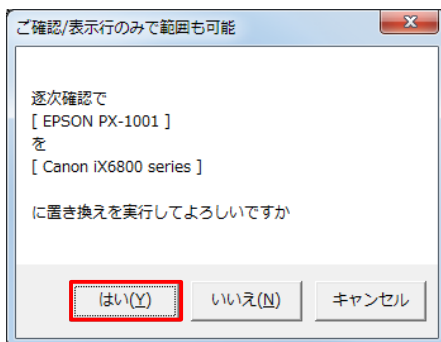 ご確認/表示行のみで範囲も可能
逐次確認で
[ EPSON PX-1001 ]
を
[ Canon iX6800 series ]
に置き換えを実行してよろしいですか
はい(Y) いいえ(N) キャンセル